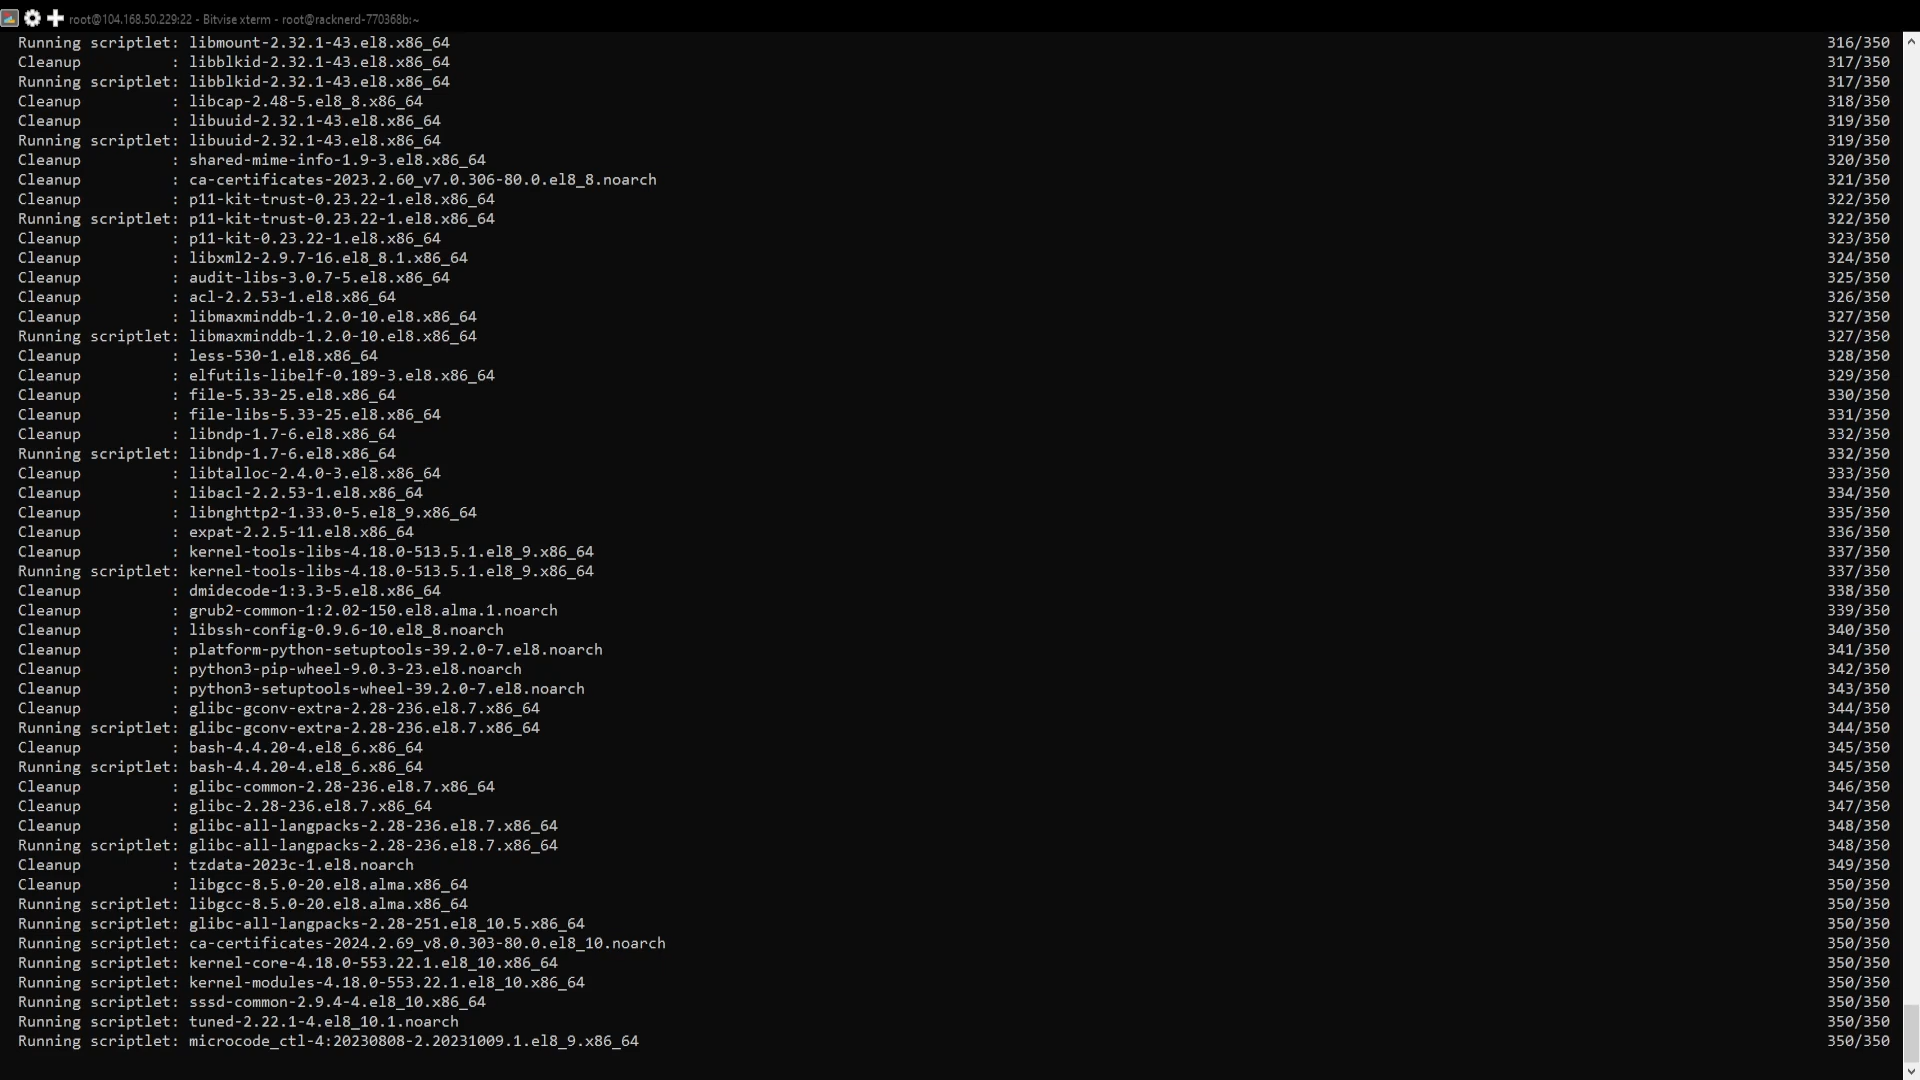 root@104.168.50.229:22 - Bitvise xterm - root@racknerd-770368b:~
Running scriptlet: libmount-2.32.1-43.el8.x86_64 316/350
Cleanup : libblkid-2.32.1-43.el8.x86_64 317/350
Running scriptlet: libblkid-2.32.1-43.el8.x86_64 317/350
Cleanup : libcap-2.48-5.el8_8.x86_64 318/350
Cleanup : libuuid-2.32.1-43.el8.x86_64 319/350
Running scriptlet: libuuid-2.32.1-43.el8.x86_64 319/350
Cleanup : shared-mime-info-1.9-3.el8.x86_64 320/350
Cleanup : ca-certificates-2023.2.60_v7.0.306-80.0.el8_8.noarch 321/350
Cleanup : p11-kit-trust-0.23.22-1.el8.x86_64 322/350
Running scriptlet: p11-kit-trust-0.23.22-1.el8.x86_64 322/350
Cleanup : p11-kit-0.23.22-1.el8.x86_64 323/350
Cleanup : libxml2-2.9.7-16.el8_8.1.x86_64 324/350
Cleanup : audit-libs-3.0.7-5.el8.x86_64 325/350
Cleanup : acl-2.2.53-1.el8.x86_64 326/350
Cleanup : libmaxminddb-1.2.0-10.el8.x86_64 327/350
Running scriptlet: libmaxminddb-1.2.0-10.el8.x86_64 327/350
Cleanup : less-530-1.el8.x86_64 328/350
Cleanup : elfutils-libelf-0.189-3.el8.x86_64 329/350
Cleanup : file-5.33-25.el8.x86_64 330/350
Cleanup : file-libs-5.33-25.el8.x86_64 331/350
Cleanup : libndp-1.7-6.el8.x86_64 332/350
Running scriptlet: libndp-1.7-6.el8.x86_64 332/350
Cleanup : libtalloc-2.4.0-3.el8.x86_64 333/350
Cleanup : libacl-2.2.53-1.el8.x86_64 334/350
Cleanup : libnghttp2-1.33.0-5.el8_9.x86_64 335/350
Cleanup : expat-2.2.5-11.el8.x86_64 336/350
Cleanup : kernel-tools-libs-4.18.0-513.5.1.el8_9.x86_64 337/350
Running scriptlet: kernel-tools-libs-4.18.0-513.5.1.el8_9.x86_64 337/350
Cleanup : dmidecode-1:3.3-5.el8.x86_64 338/350
Cleanup : grub2-common-1:2.02-150.el8.alma.1.noarch 339/350
Cleanup : libssh-config-0.9.6-10.el8_8.noarch 340/350
Cleanup : platform-python-setuptools-39.2.0-7.el8.noarch 341/350
Cleanup : python3-pip-wheel-9.0.3-23.el8.noarch 342/350
Cleanup : python3-setuptools-wheel-39.2.0-7.el8.noarch 343/350
Cleanup : glibc-gconv-extra-2.28-236.el8.7.x86_64 344/350
Running scriptlet: glibc-gconv-extra-2.28-236.el8.7.x86_64 344/350
Cleanup : bash-4.4.20-4.el8_6.x86_64 345/350
Running scriptlet: bash-4.4.20-4.el8_6.x86_64 345/350
Cleanup : glibc-common-2.28-236.el8.7.x86_64 346/350
Cleanup : glibc-2.28-236.el8.7.x86_64 347/350
Cleanup : glibc-all-langpacks-2.28-236.el8.7.x86_64 348/350
Running scriptlet: glibc-all-langpacks-2.28-236.el8.7.x86_64 348/350
Cleanup : tzdata-2023c-1.el8.noarch 349/350
Cleanup : libgcc-8.5.0-20.el8.alma.x86_64 350/350
Running scriptlet: libgcc-8.5.0-20.el8.alma.x86_64 350/350
Running scriptlet: glibc-all-langpacks-2.28-251.el8_10.5.x86_64 350/350
Running scriptlet: ca-certificates-2024.2.69_v8.0.303-80.0.el8_10.noarch 350/350
Running scriptlet: kernel-core-4.18.0-553.22.1.el8_10.x86_64 350/350
Running scriptlet: kernel-modules-4.18.0-553.22.1.el8_10.x86_64 350/350
Running scriptlet: sssd-common-2.9.4-4.el8_10.x86_64 350/350
Running scriptlet: tuned-2.22.1-4.el8_10.1.noarch 350/350
Running scriptlet: microcode_ctl-4:20230808-2.20231009.1.el8_9.x86_64 350/350